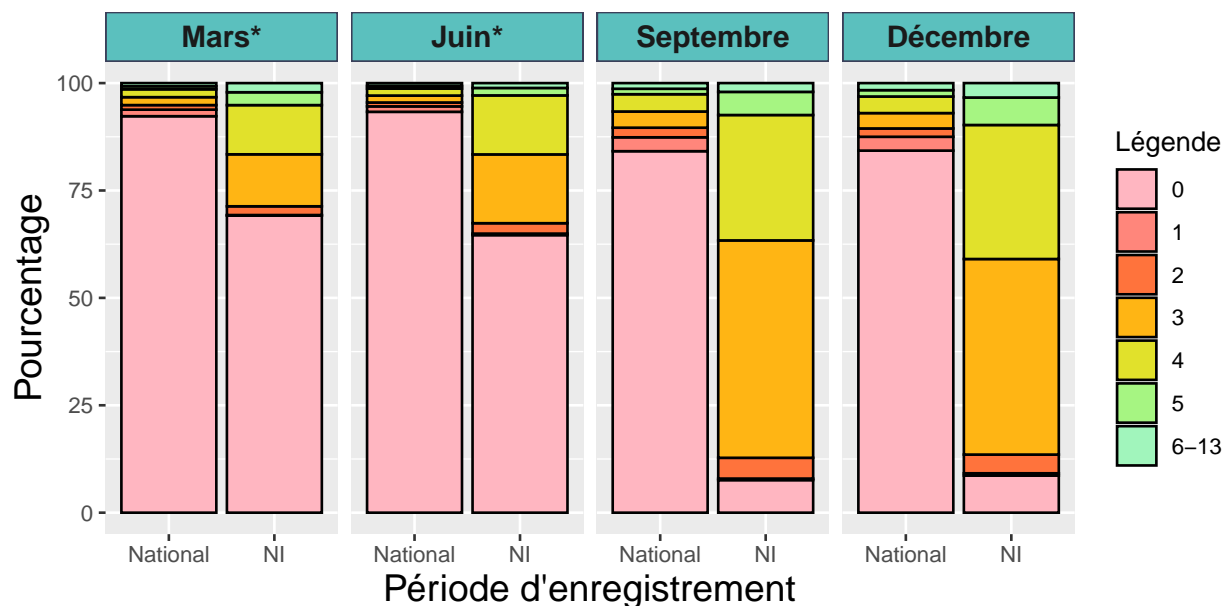 Mars* Juin* Septembre Décembre
100
75
50
25
0
Pourcentage
National NI National NI National NI National NI
Période d'enregistrement
Légende
0
1
2
3
4
5
6–13